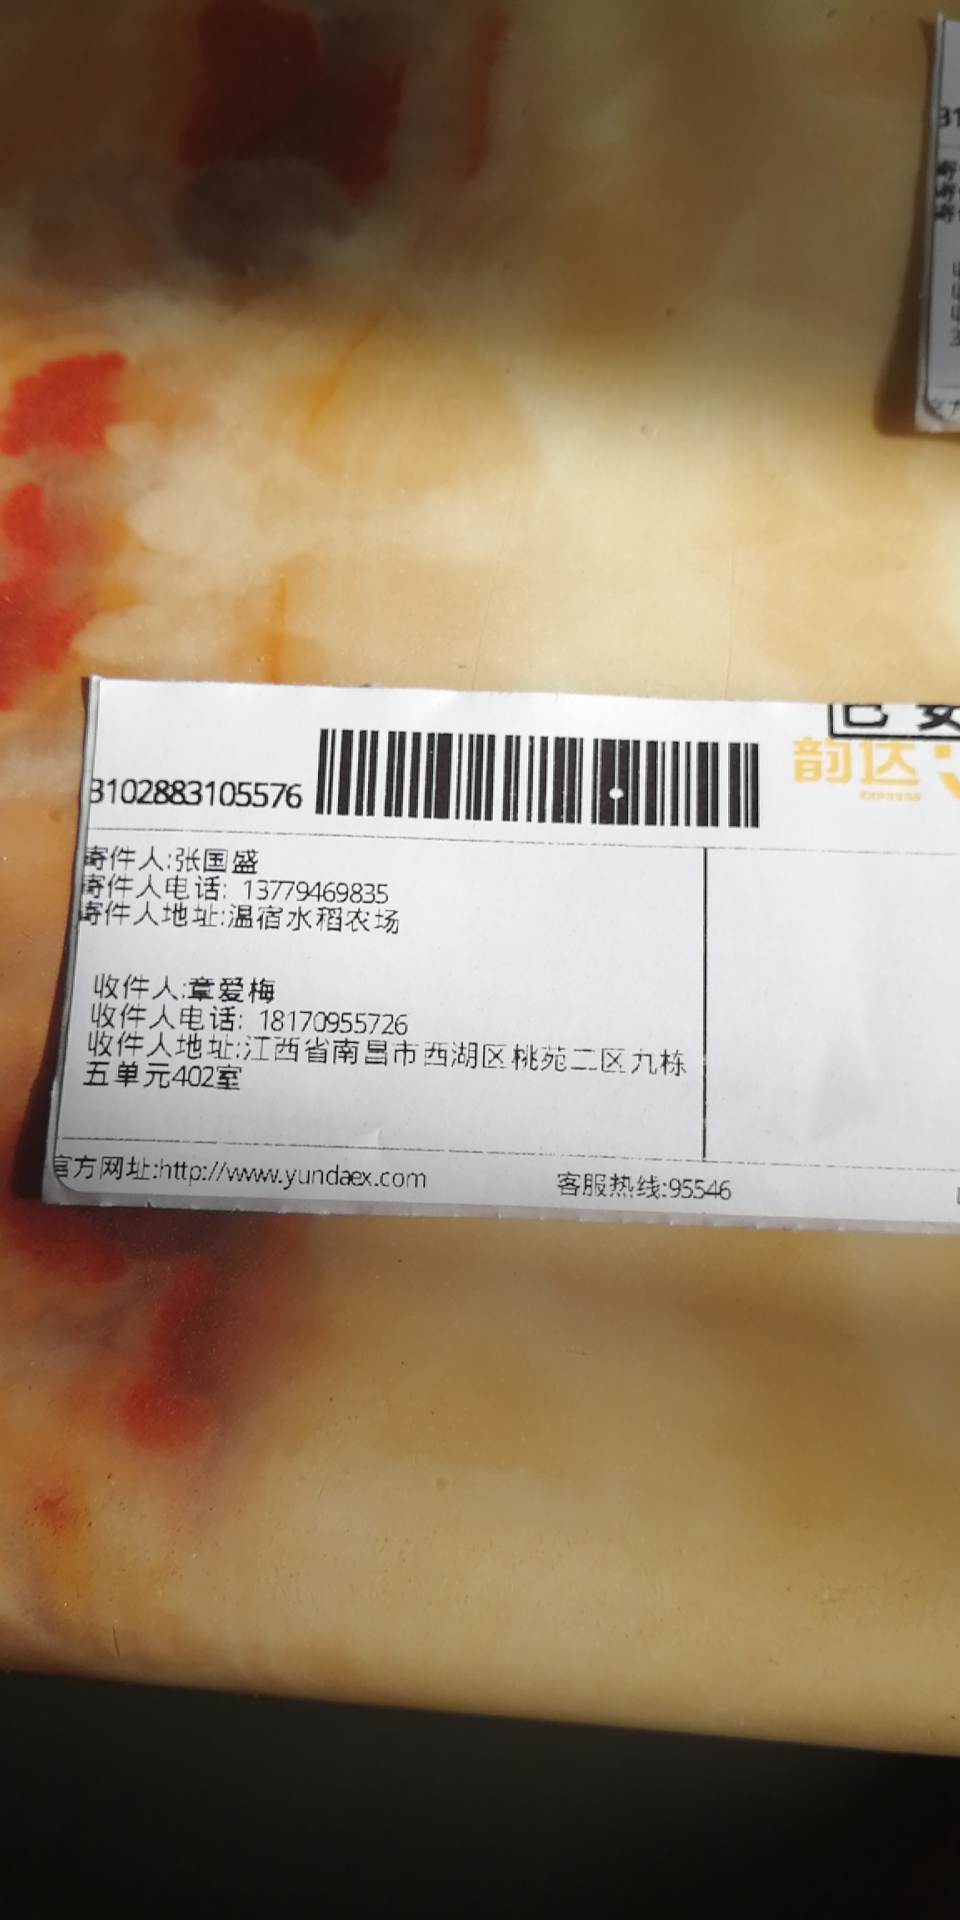 3102883105576
已 安
韵达
EXPRESS
寄件人:张国盛
寄件人电话: 13779469835
寄件人地址:温宿水稻农场
收件人:章爱梅
收件人电话: 18170955726
收件人地址:江西省南昌市西湖区桃苑二区九栋
五单元402室
官方网址:http://www.yundaex.com
客服热线:95546
31